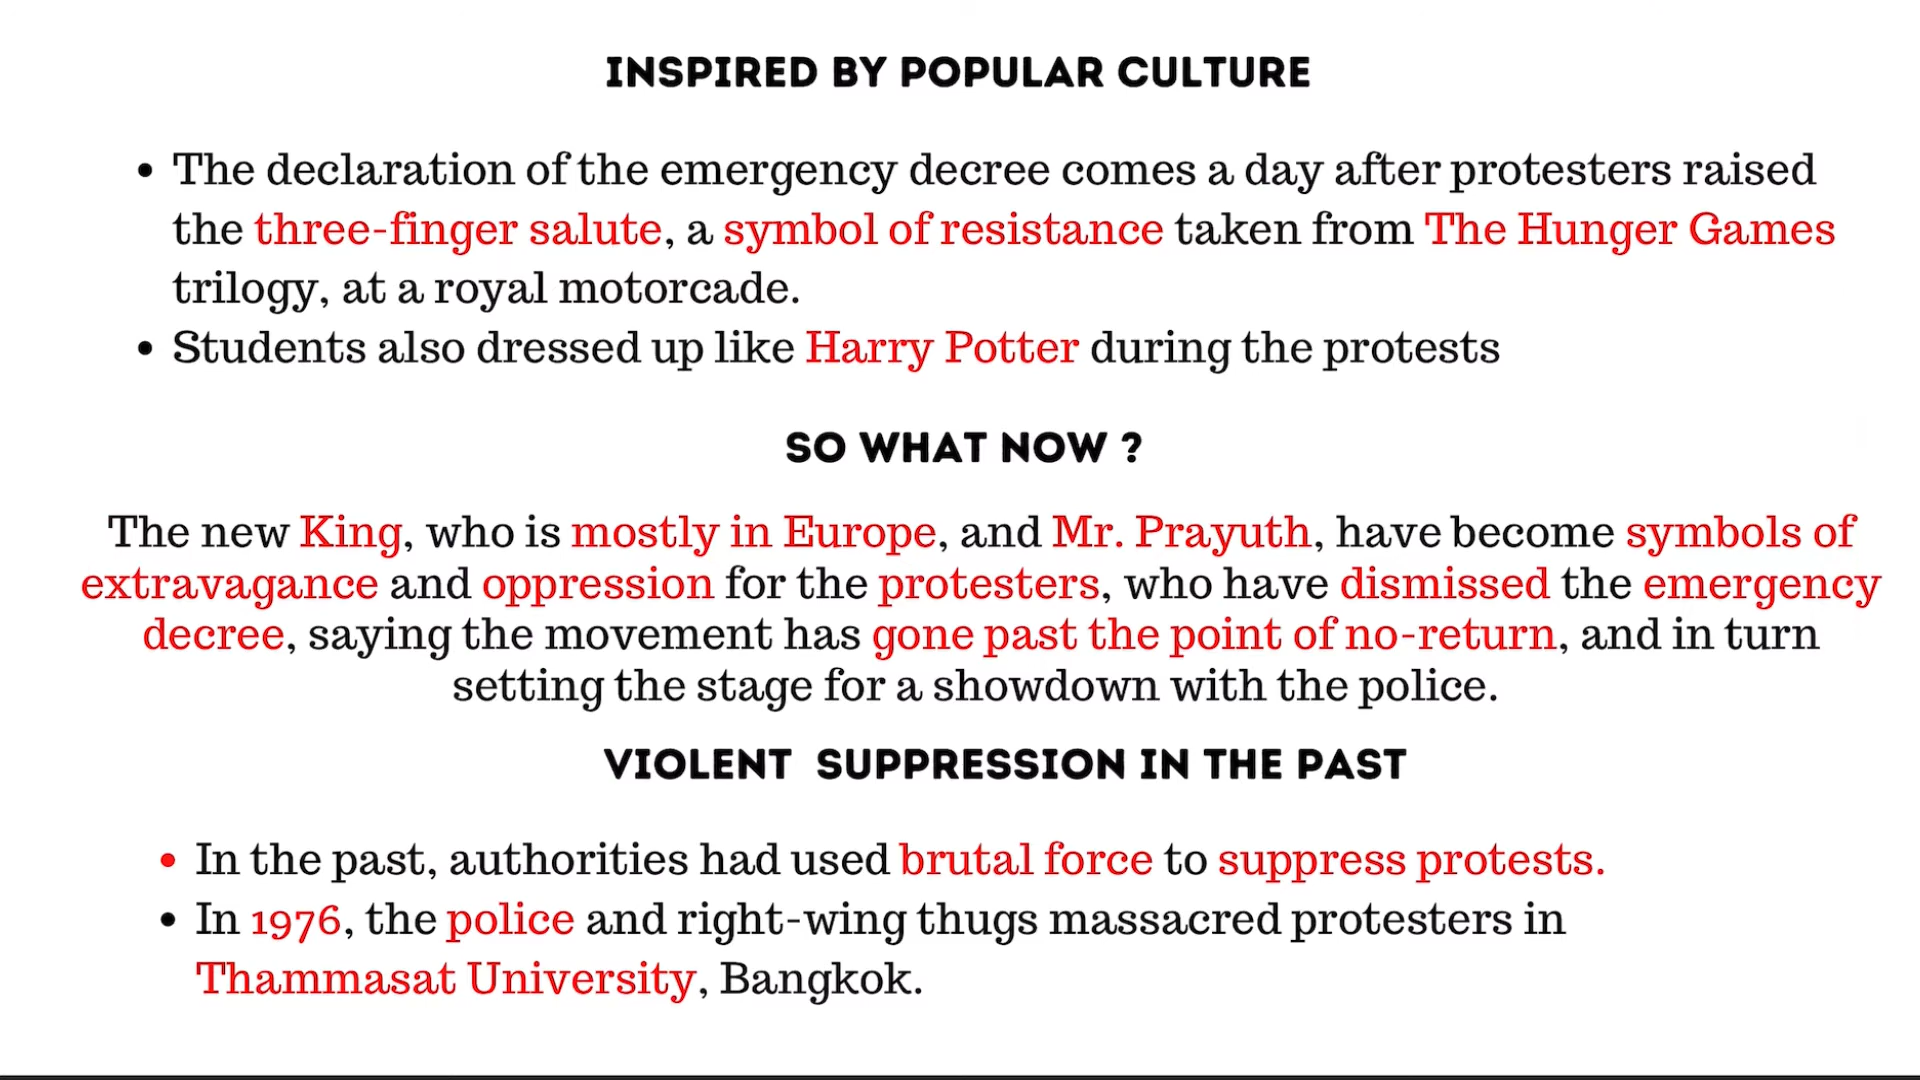 INSPIRED BY POPULAR CULTURE
• The declaration of the emergency decree comes a day after protesters raised
the three-finger salute, a symbol of resistance taken from The Hunger Games
trilogy, at a royal motorcade.
• Students also dressed up like Harry Potter during the protests
SO WHAT NOW ?
The new King, who is mostly in Europe, and Mr. Prayuth, have become symbols of
extravagance and oppression for the protesters, who have dismissed the emergency
decree, saying the movement has gone past the point of no-return, and in turn
setting the stage for a showdown with the police.
VIOLENT SUPPRESSION IN THE PAST
• In the past, authorities had used brutal force to suppress protests.
• In 1976, the police and right-wing thugs massacred protesters in
Thammasat University, Bangkok.